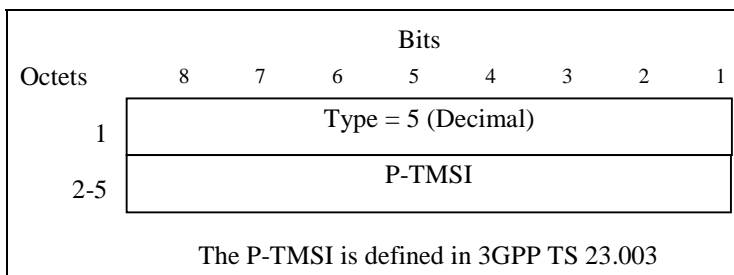 Bits
Octets 8 7 6 5 4 3 2 1
1 Type = 5 (Decimal)
2-5 P-TMSI
The P-TMSI is defined in 3GPP TS 23.003